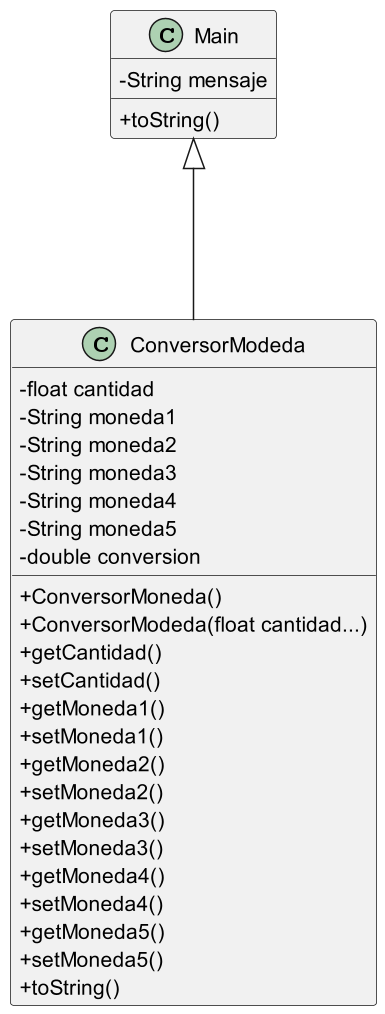 C Main
-String mensaje
+toString()
C ConversorModeda
-float cantidad
-String moneda1
-String moneda2
-String moneda3
-String moneda4
-String moneda5
-double conversion
+ConversorMoneda()
+ConversorModeda(float cantidad...)
+getCantidad()
+setCantidad()
+getMoneda1()
+setMoneda1()
+getMoneda2()
+setMoneda2()
+getMoneda3()
+setMoneda3()
+getMoneda4()
+setMoneda4()
+getMoneda5()
+setMoneda5()
+toString()